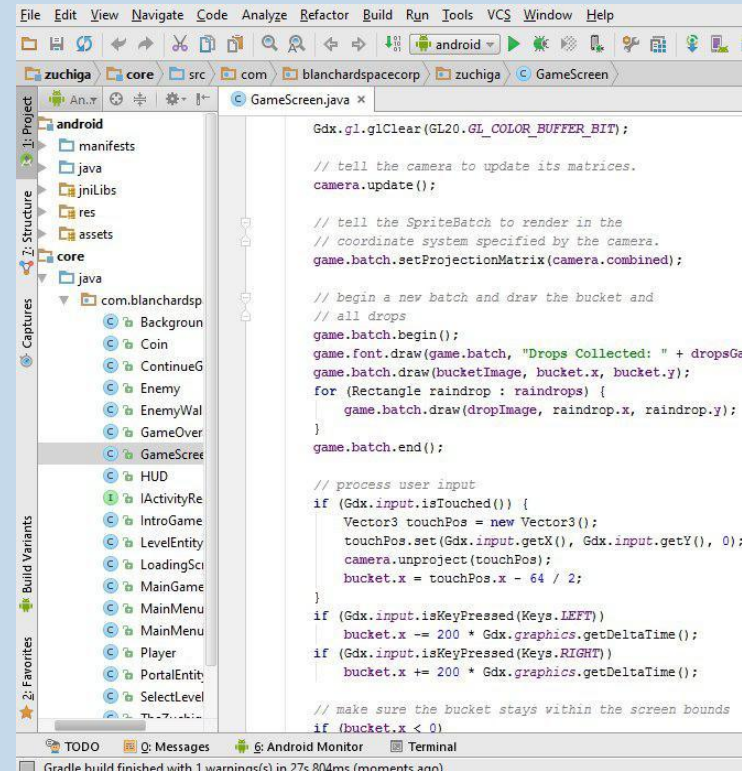 File Edit View Navigate Code Analyze Refactor Build Run Tools VCS Window Help
android
zuchiga core src com blanchardspacecorp zuchiga GameScreen
1: Project
7: Structure
Captures
Build Variants
2: Favorites
An..
android
manifests
java
jniLibs
res
assets
core
java
com.blanchardsp
Backgroun
Coin
ContinueG
Enemy
EnemyWal
GameOver
GameScree
HUD
IActivityRe
IntroGame
LevelEntity
LoadingScr
MainGame
MainMenu
MainMenu
Player
PortalEntity
SelectLevel
GameScreen.java
Gdx.gl.glClear(GL20.GL_COLOR_BUFFER_BIT);
// tell the camera to update its matrices.
camera.update();
// tell the SpriteBatch to render in the
// coordinate system specified by the camera.
game.batch.setProjectionMatrix(camera.combined);
// begin a new batch and draw the bucket and
// all drops
game.batch.begin();
game.font.draw(game.batch, "Drops Collected: " + dropsGa
game.batch.draw(bucketImage, bucket.x, bucket.y);
for (Rectangle raindrop : raindrops) {
game.batch.draw(dropImage, raindrop.x, raindrop.y);
}
game.batch.end();
// process user input
if (Gdx.input.isTouched()) {
Vector3 touchPos = new Vector3();
touchPos.set(Gdx.input.getX(), Gdx.input.getY(), 0);
camera.unproject(touchPos);
bucket.x = touchPos.x - 64 / 2;
}
if (Gdx.input.isKeyPressed(Keys.LEFT))
bucket.x -= 200 * Gdx.graphics.getDeltaTime();
if (Gdx.input.isKeyPressed(Keys.RIGHT))
bucket.x += 200 * Gdx.graphics.getDeltaTime();
// make sure the bucket stays within the screen bounds
if (bucket.x < 0)
TODO 0: Messages 6: Android Monitor Terminal
Gradle build finished with 1 warnings(s) in 27s 804ms (moments ago)